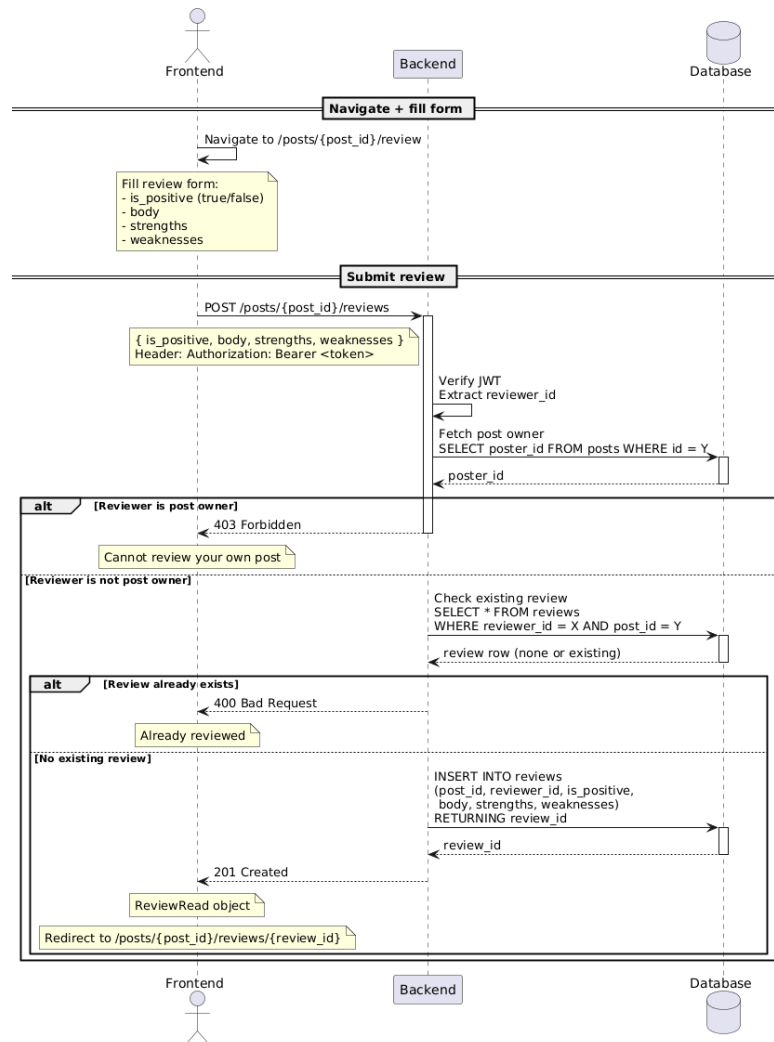 Frontend
Backend
Database
Navigate + fill form
Navigate to /posts/{post_id}/review
Fill review form:
- is_positive (true/false)
- body
- strengths
- weaknesses
Submit review
POST /posts/{post_id}/reviews
{ is_positive, body, strengths, weaknesses }
Header: Authorization: Bearer <token>
Verify JWT
Extract reviewer_id
Fetch post owner
SELECT poster_id FROM posts WHERE id = Y
poster_id
alt [Reviewer is post owner]
403 Forbidden
Cannot review your own post
[Reviewer is not post owner]
Check existing review
SELECT * FROM reviews
WHERE reviewer_id = X AND post_id = Y
review row (none or existing)
alt [Review already exists]
400 Bad Request
Already reviewed
[No existing review]
INSERT INTO reviews
(post_id, reviewer_id, is_positive,
body, strengths, weaknesses)
RETURNING review_id
review_id
201 Created
ReviewRead object
Redirect to /posts/{post_id}/reviews/{review_id}
Frontend
Backend
Database